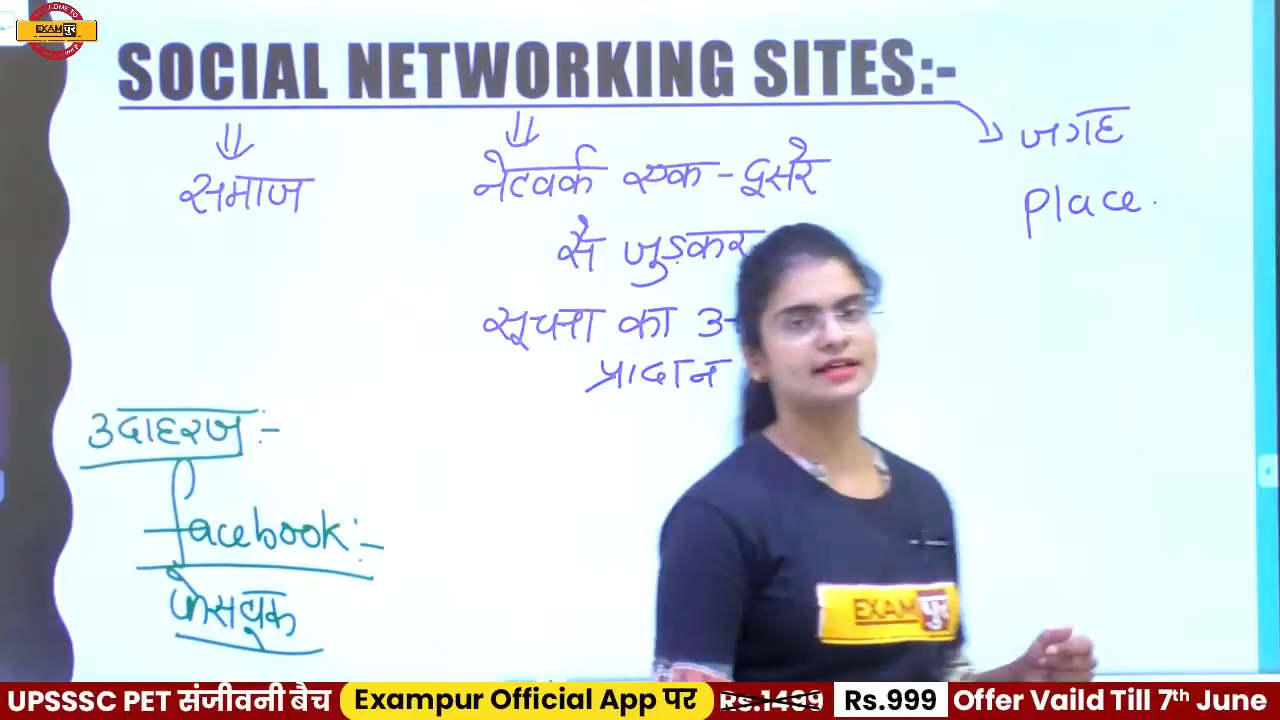 EXAM पुर
SOCIAL NETWORKING SITES:-
समाज
नेटवर्क एक-दूसरे
से जुड़कर
सूचना का
प्रादान
जगह
place.
उदाहरण:-
facebook:-
फेसबुक
EXAM पुर
UPSSSC PET संजीवनी बैच Exampur Official App पर Rs.1499 Rs.999 Offer Vaild Till 7th June